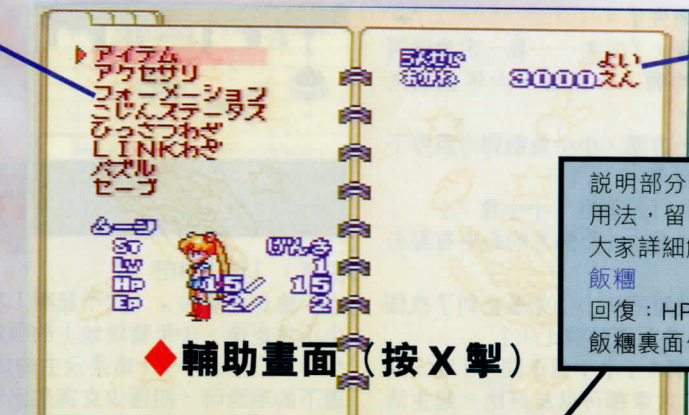 アイテム
アクセサリ
フォーメーション
こじんステータス
ひっさつわざ
LINKわざ
パズル
セーブ
ムーン
St げんき
Lv 1
Hp 15/ 15
Ep 2/ 2
うんせい よい
おかね 3000えん
◆輔助畫面（按X掣）
説明部分
用法，留
大家詳細
飯糰
回復：HP
飯糰裏面